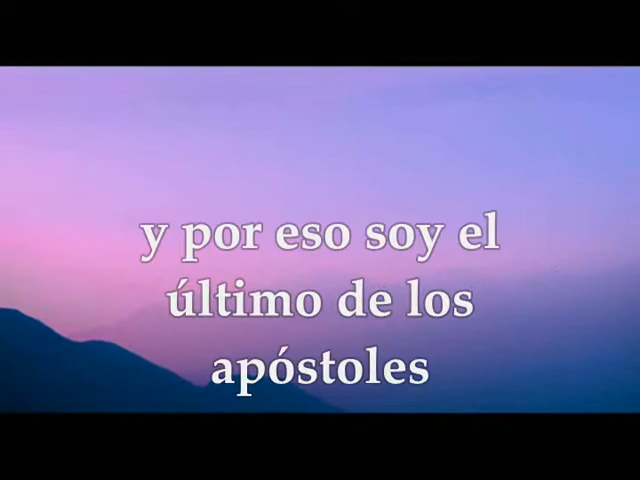 y por eso soy el
último de los
apóstoles